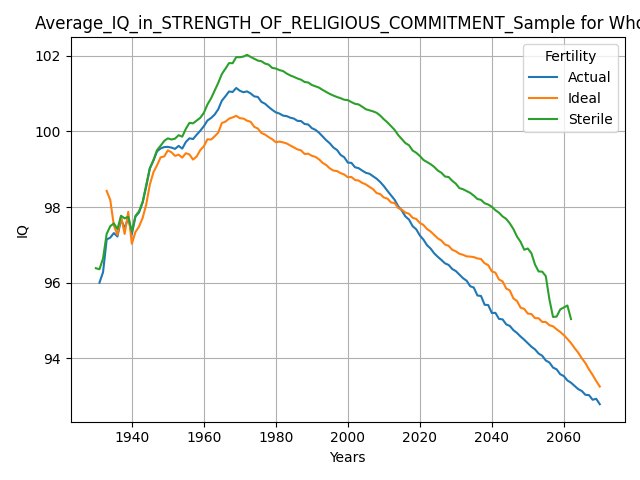 Average_IQ_in_STRENGTH_OF_RELIGIOUS_COMMITMENT_Sample for Who
102
100
98
96
94
IQ
Fertility
Actual
Ideal
Sterile
1940 1960 1980 2000 2020 2040 2060
Years